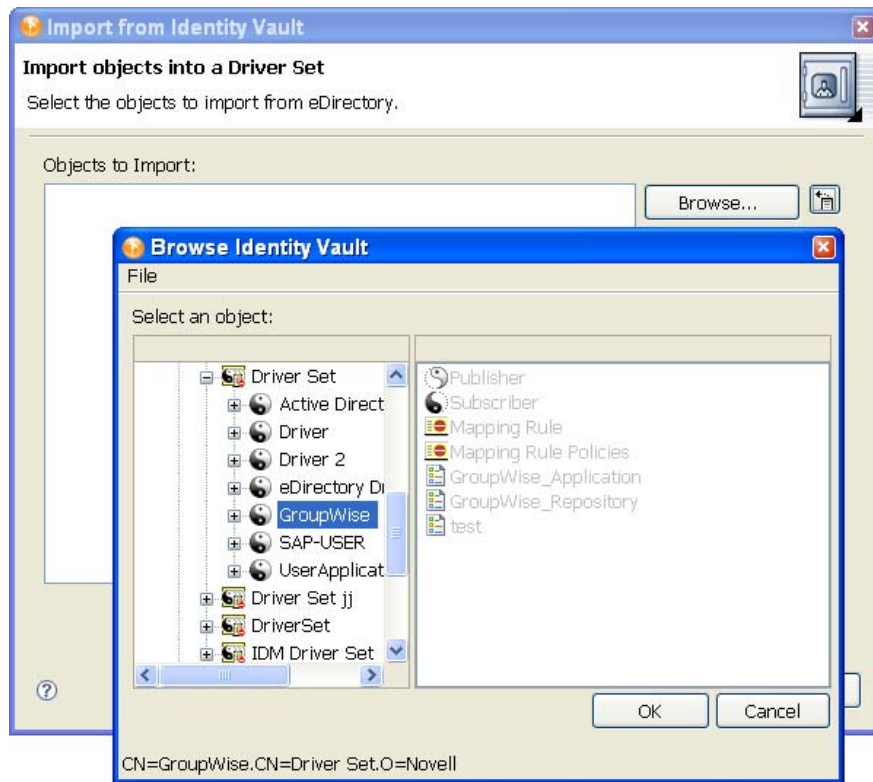 Import from Identity Vault
Import objects into a Driver Set
Select the objects to import from eDirectory.
Objects to Import:
Browse...
Browse Identity Vault
File
Select an object:
Driver Set
Active Direct
Driver
Driver 2
eDirectory Dr
GroupWise
SAP-USER
UserApplicat
Driver Set jj
DriverSet
IDM Driver Set
Publisher
Subscriber
Mapping Rule
Mapping Rule Policies
GroupWise_Application
GroupWise_Repository
test
?
OK
Cancel
CN=GroupWise.CN=Driver Set.O=Novell